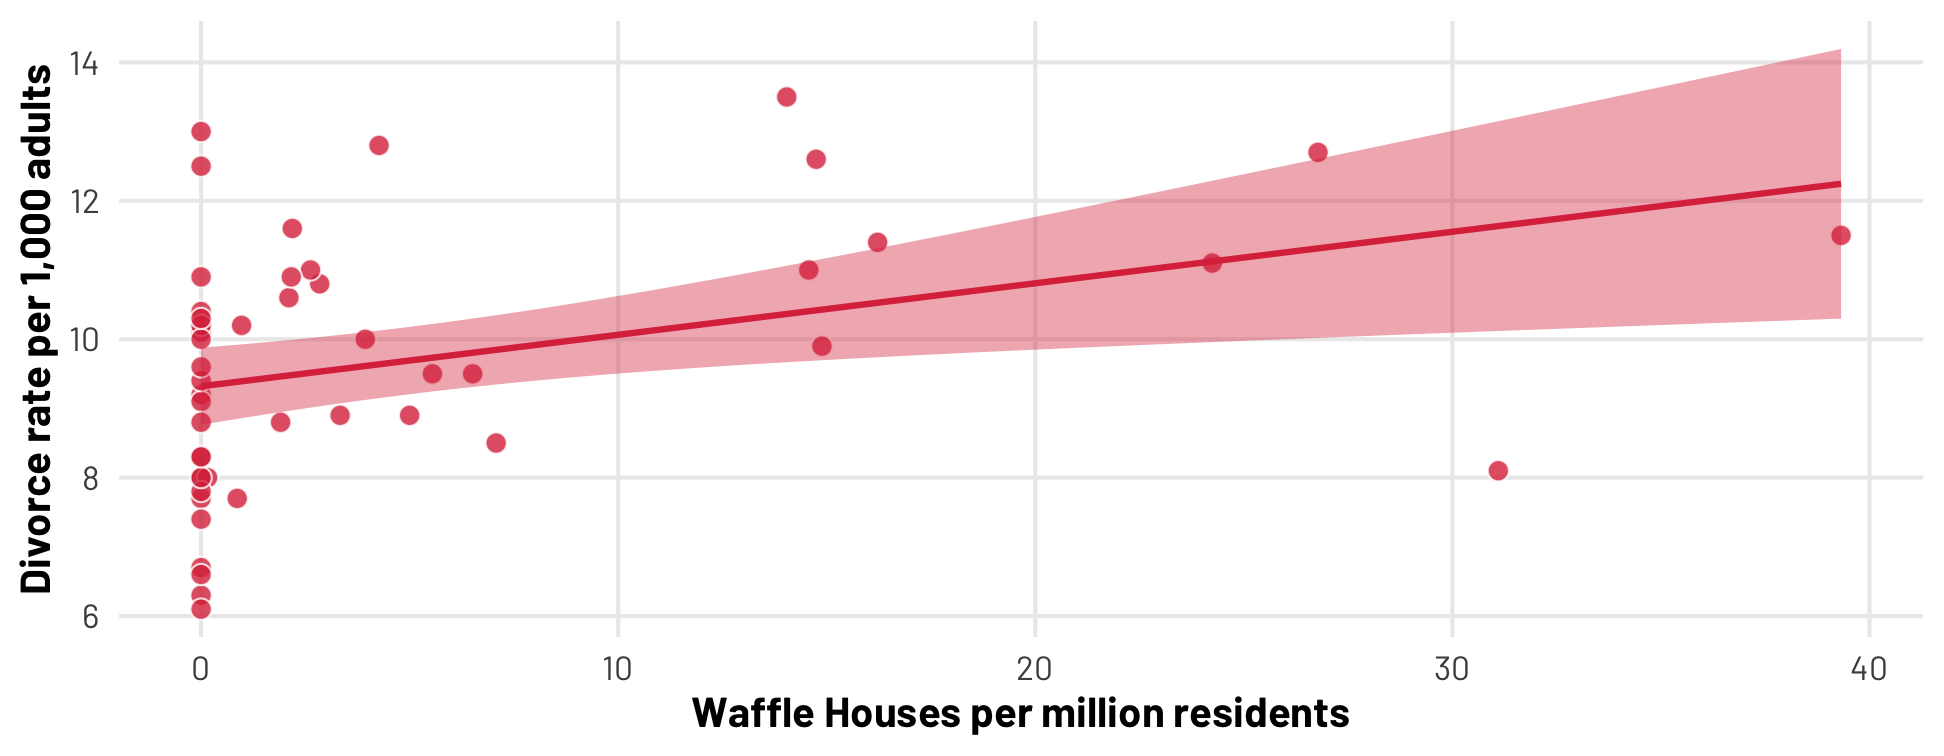 Divorce rate per 1,000 adults
14
12
10
8
6
0 10 20 30 40
Waffle Houses per million residents